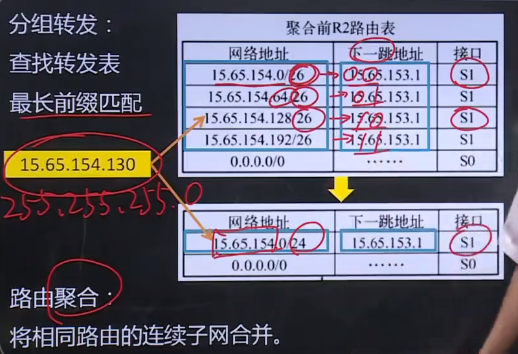 分组转发：
查找转发表
最长前缀匹配
15.65.154.130
255.255.255.0
路由聚合：
将相同路由的连续子网合并。
聚合前R2路由表
网络地址 下一跳地址 接口
15.65.154.0/26 15.65.153.1 S1
15.65.154.64/26 15.65.153.1 S1
15.65.154.128/26 15.65.153.1 S1
15.65.154.192/26 15.65.153.1 S1
0.0.0.0/0 …… S0
网络地址 下一跳地址 接口
15.65.154.0/24 15.65.153.1 S1
0.0.0.0/0 …… S0